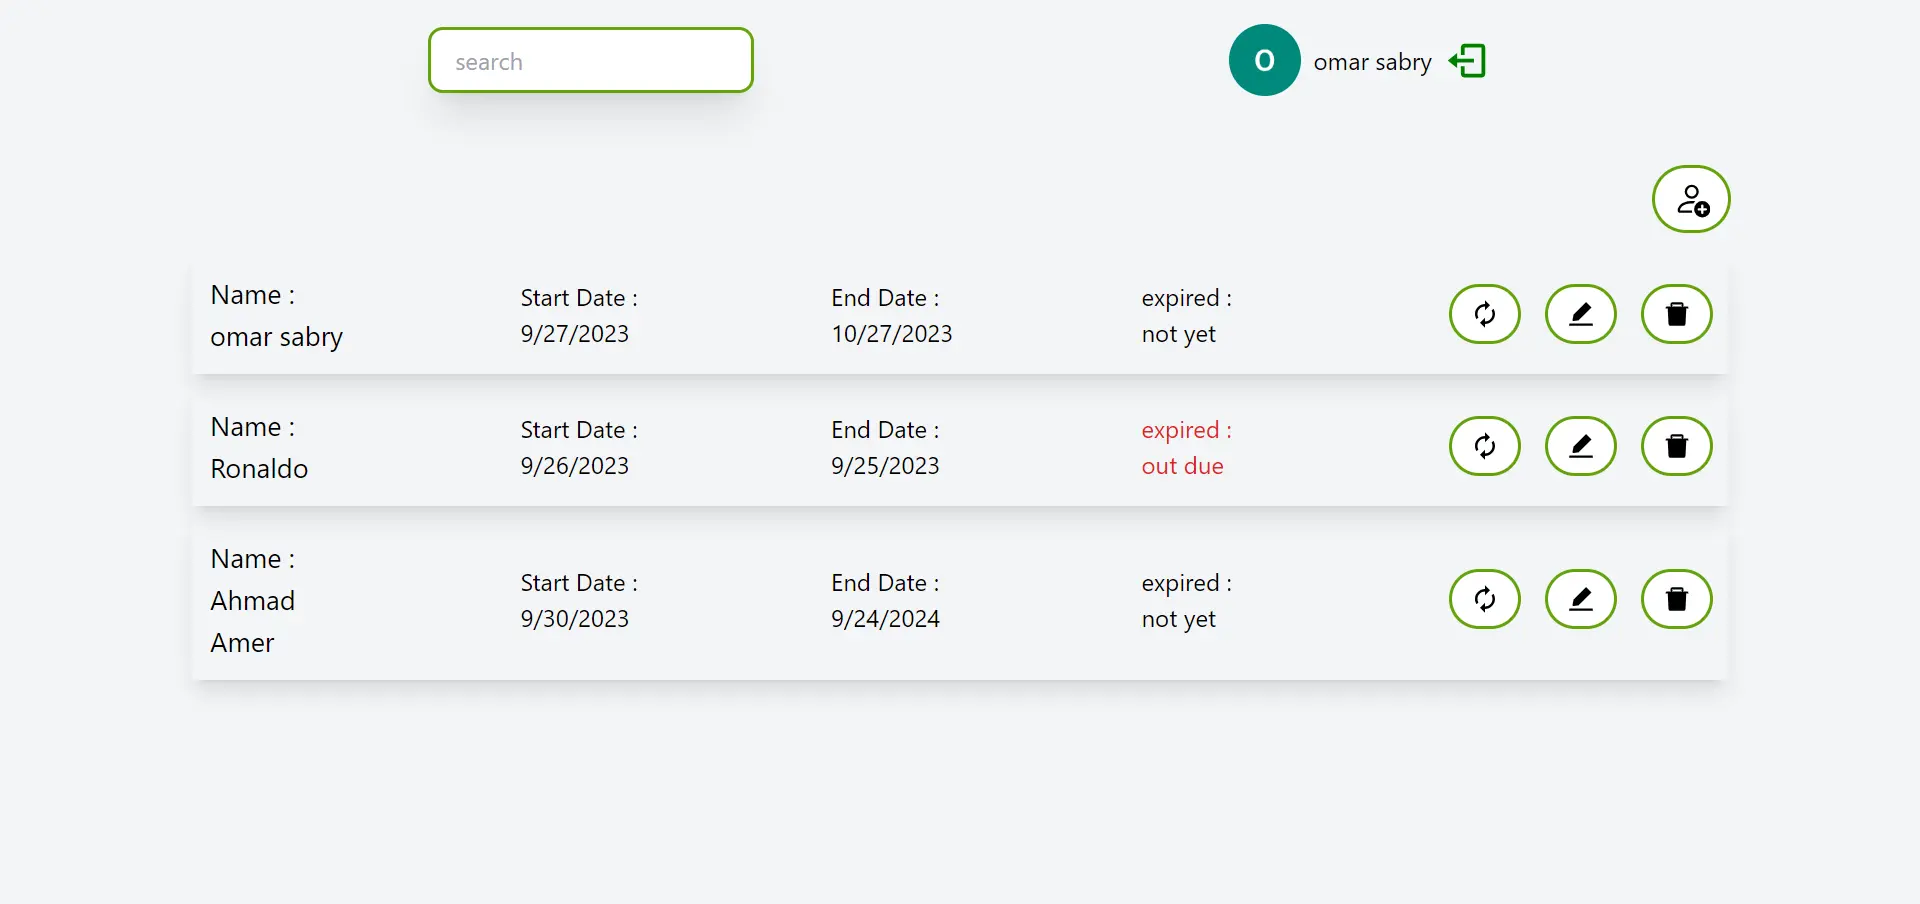 search
O
omar sabry
Name :
omar sabry
Start Date :
9/27/2023
End Date :
10/27/2023
expired :
not yet
Name :
Ronaldo
Start Date :
9/26/2023
End Date :
9/25/2023
expired :
out due
Name :
Ahmad
Amer
Start Date :
9/30/2023
End Date :
9/24/2024
expired :
not yet